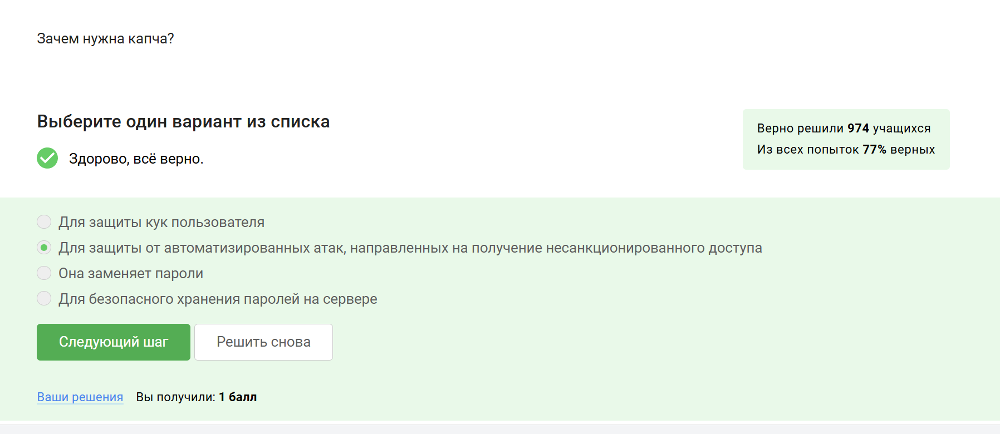 Зачем нужна капча?
Выберите один вариант из списка
Здорово, всё верно.
Верно решили 974 учащихся
Из всех попыток 77% верных
Для защиты кук пользователя
Для защиты от автоматизированных атак, направленных на получение несанкционированного доступа
Она заменяет пароли
Для безопасного хранения паролей на сервере
Следующий шаг
Решить снова
Ваши решения Вы получили: 1 балл